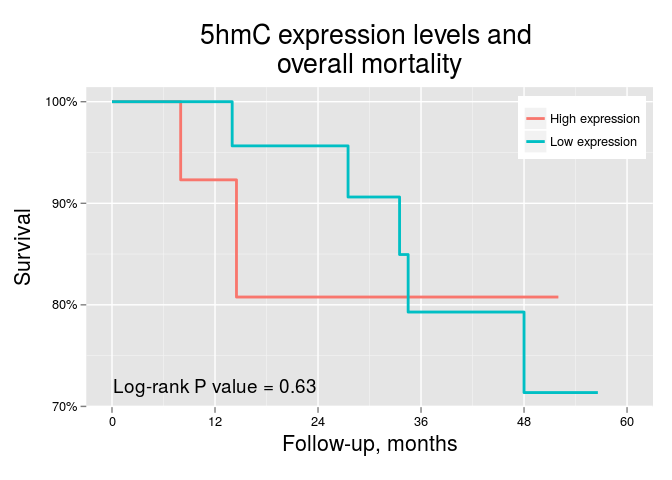 5hmC expression levels and
overall mortality
High expression
Low expression
Survival
100%
90%
80%
70%
Log-rank P value = 0.63
0
12
24
36
48
60
Follow-up, months